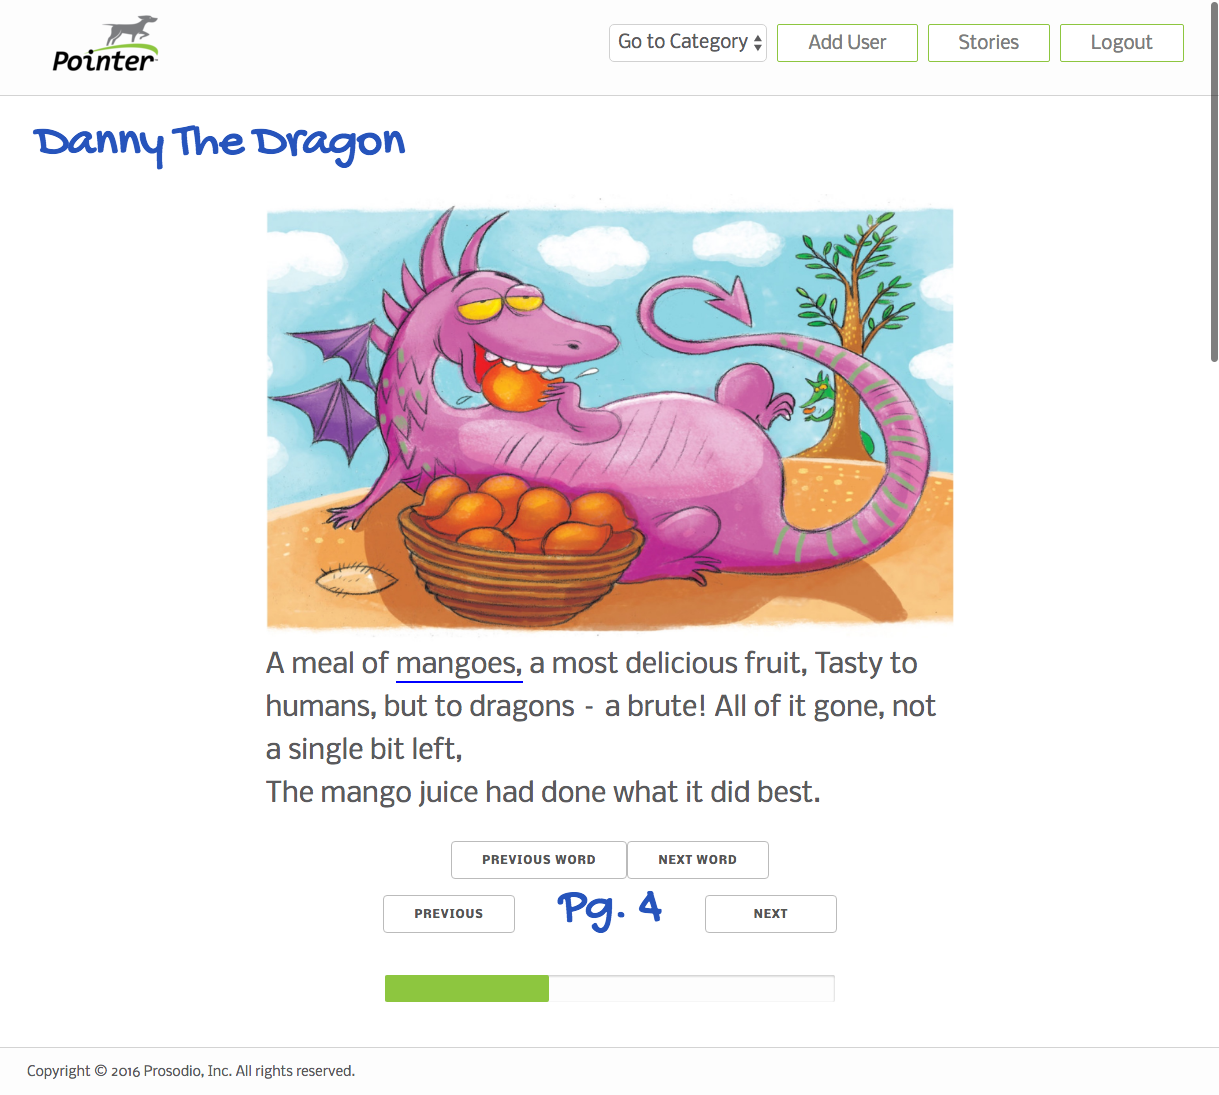 Pointer
Go to Category
Add User
Stories
Logout
Danny The Dragon
A meal of mangoes, a most delicious fruit, Tasty to
humans, but to dragons - a brute! All of it gone, not
a single bit left,
The mango juice had done what it did best.
PREVIOUS WORD
NEXT WORD
PREVIOUS
Pg. 4
NEXT
Copyright © 2016 Prosodio, Inc. All rights reserved.